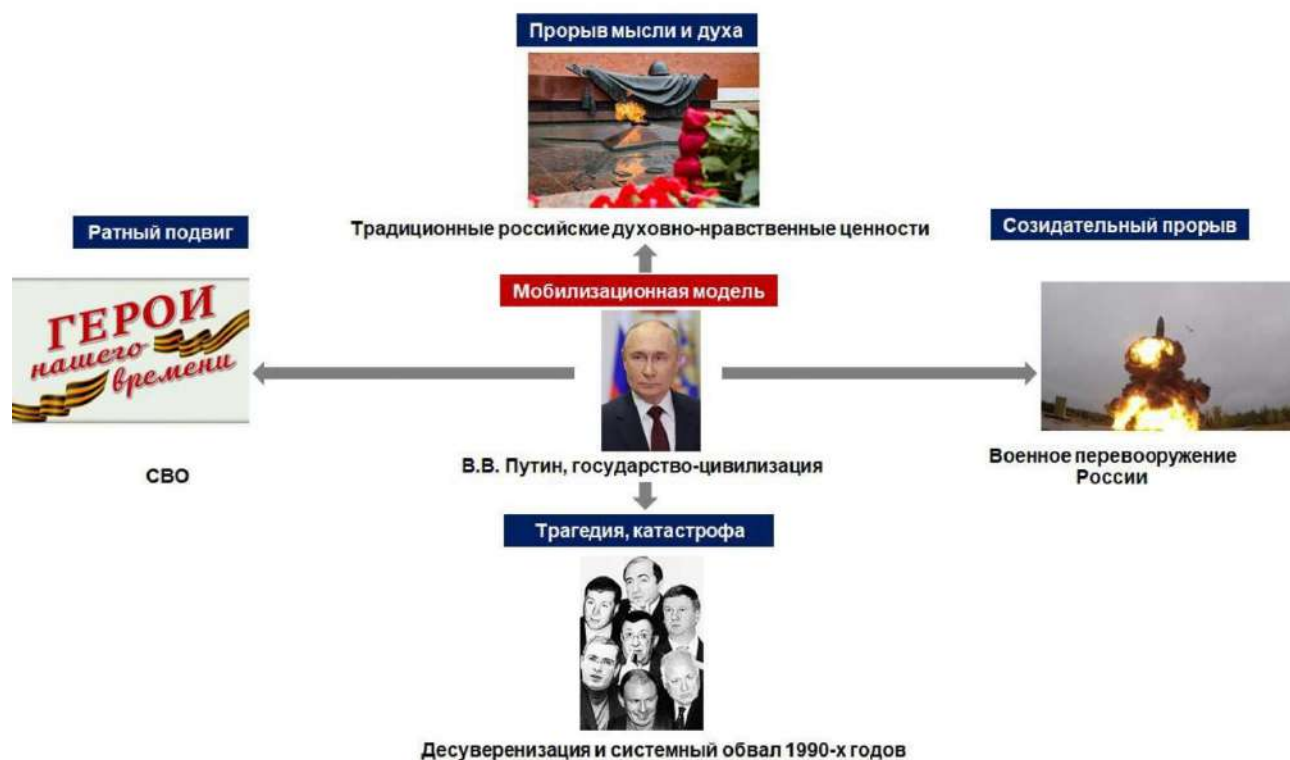 Прорыв мысли и духа
Традиционные российские духовно-нравственные ценности
Ратный подвиг
ГЕРОИ
нашего
времени
СВО
Мобилизационная модель
В.В. Путин, государство-цивилизация
Созидательный прорыв
Военное перевооружение
России
Трагедия, катастрофа
Десуверенизация и системный обвал 1990-х годов